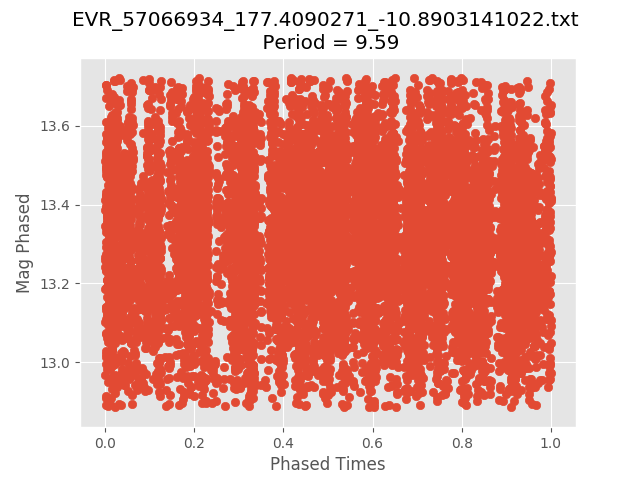 EVR_57066934_177.4090271_-10.8903141022.txt
Period = 9.59
13.6
13.4
13.2
13.0
Mag Phased
0.0 0.2 0.4 0.6 0.8 1.0
Phased Times